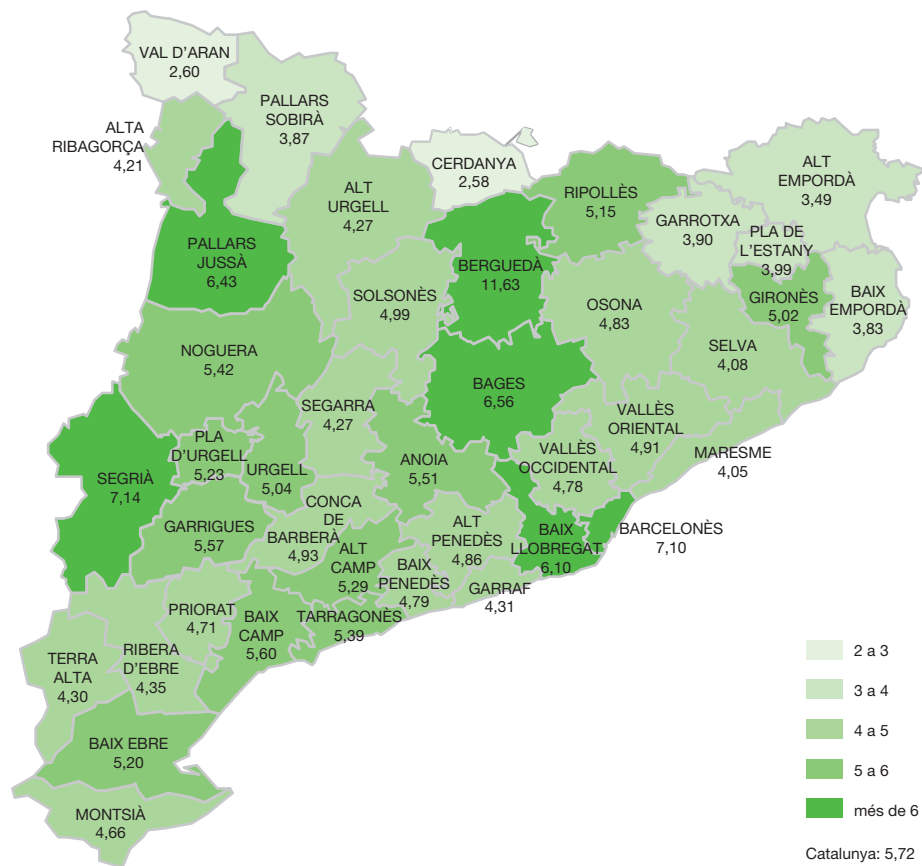 VAL D'ARAN
2,60
PALLARS
SOBIRÀ
3,87
ALTA
RIBAGORÇA
4,21
CERDANYA
2,58
ALT
URGELL
4,27
RIPOLLÈS
5,15
ALT
EMPORDÀ
3,49
GARROTXA
3,90
PLA DE
L'ESTANY
3,99
PALLARS
JUSSÀ
6,43
BERGUEDÀ
11,63
SOLSONÈS
4,99
OSONA
4,83
GIRONÈS
5,02
BAIX
EMPORDÀ
3,83
NOGUERA
5,42
SELVA
4,08
BAGES
6,56
SEGARRA
4,27
VALLÈS
ORIENTAL
4,91
PLA
D'URGELL
5,23
URGELL
5,04
ANOIA
5,51
VALLÈS
OCCIDENTAL
4,78
MARESME
4,05
SEGRIÀ
7,14
GARRIGUES
5,57
CONCA
DE
BARBERÀ
4,93
ALT
PENEDÈS
4,86
BAIX
LLOBREGAT
6,10
BARCELONÈS
7,10
ALT
CAMP
5,29
BAIX
PENEDÈS
4,79
GARRAF
4,31
PRIORAT
4,71
BAIX
CAMP
5,60
TARRAGONÈS
5,39
TERRA
ALTA
4,30
RIBERA
D'EBRE
4,35
BAIX EBRE
5,20
MONTSIÀ
4,66
2 a 3
3 a 4
4 a 5
5 a 6
més de 6
Catalunya: 5,72